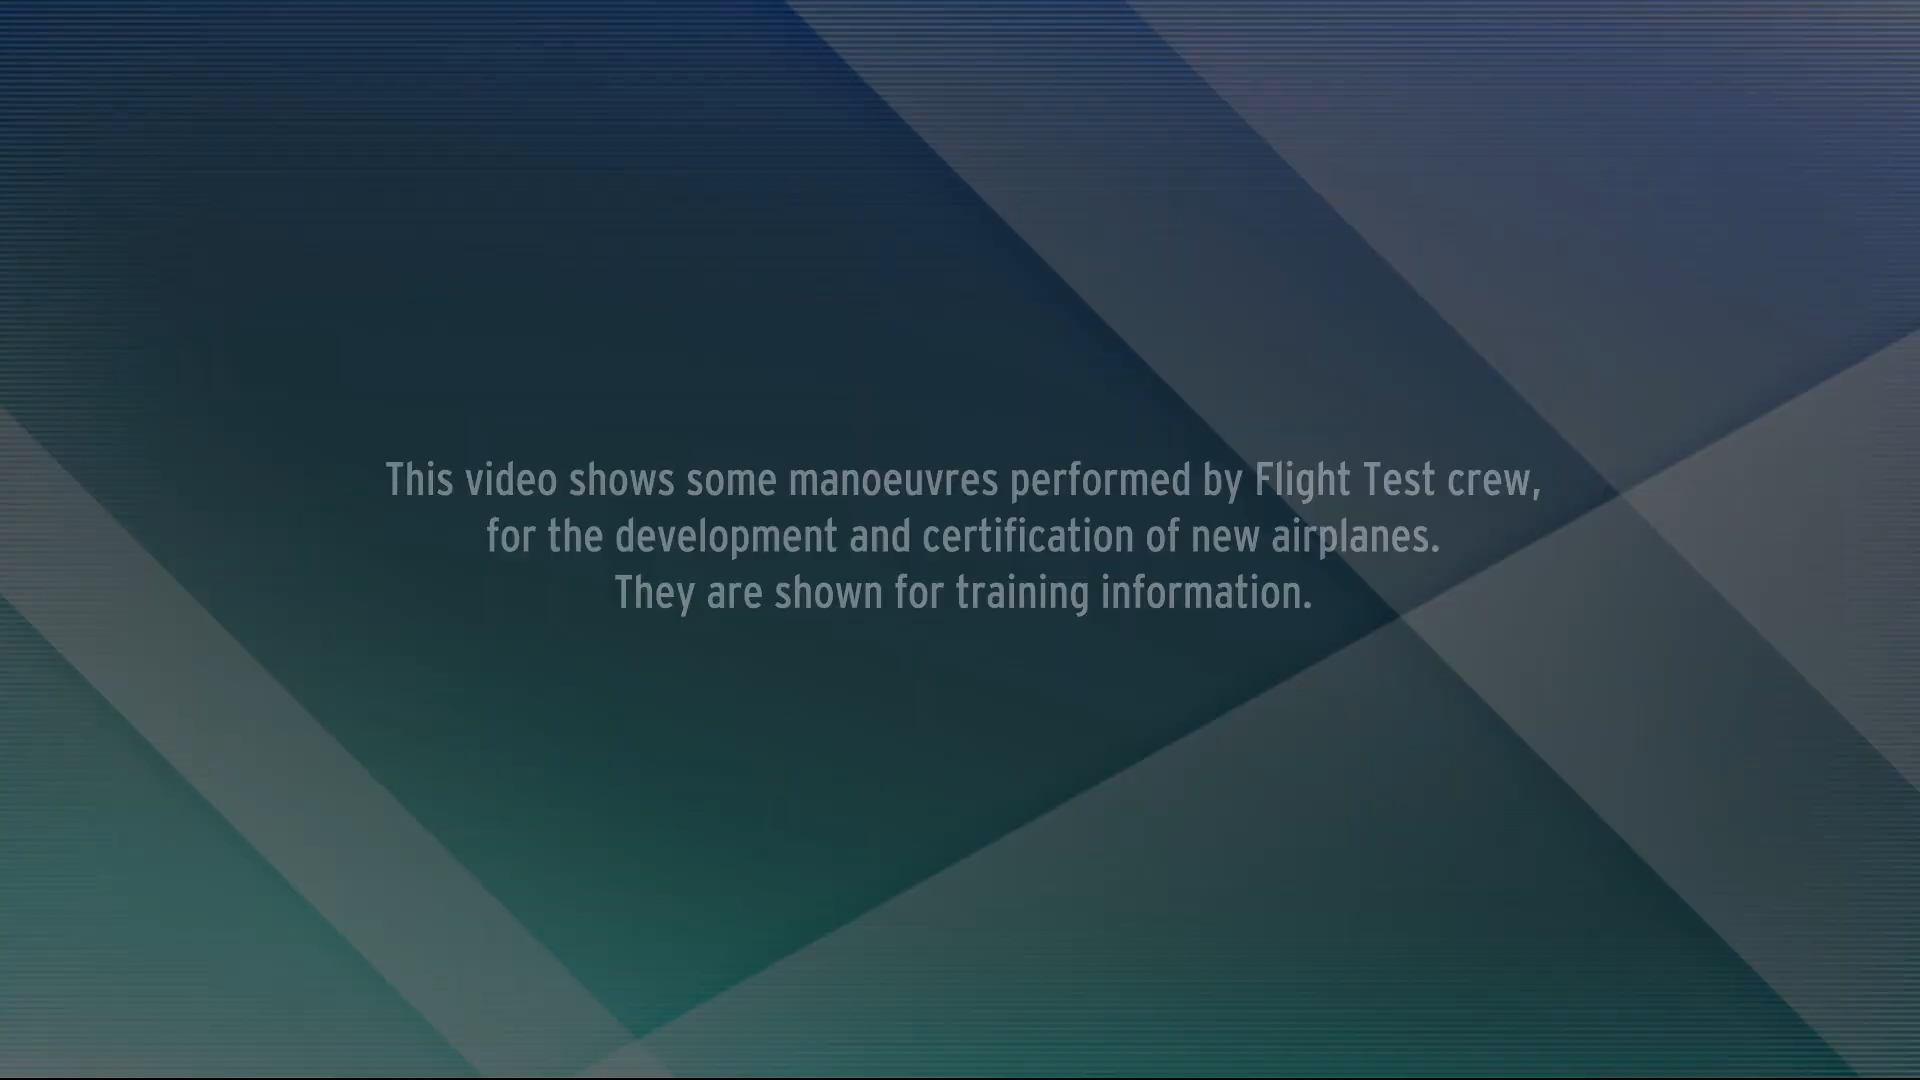 This video shows some manoeuvres performed by Flight Test crew,
for the development and certification of new airplanes.
They are shown for training information.